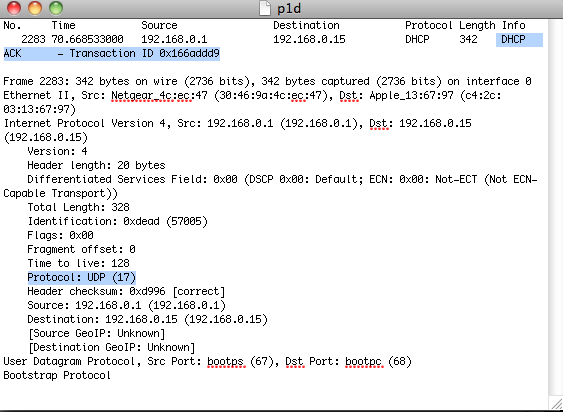 p1d
No. Time Source Destination Protocol Length Info
2283 70.668533000 192.168.0.1 192.168.0.15 DHCP 342 DHCP
ACK - Transaction ID 0x166addd9
Frame 2283: 342 bytes on wire (2736 bits), 342 bytes captured (2736 bits) on interface 0
Ethernet II, Src: Netgear_4c:ec:47 (30:46:9a:4c:ec:47), Dst: Apple_13:67:97 (c4:2c:
03:13:67:97)
Internet Protocol Version 4, Src: 192.168.0.1 (192.168.0.1), Dst: 192.168.0.15
(192.168.0.15)
Version: 4
Header length: 20 bytes
Differentiated Services Field: 0x00 (DSCP 0x00: Default; ECN: 0x00: Not-ECT (Not ECN-
Capable Transport))
Total Length: 328
Identification: 0xdead (57005)
Flags: 0x00
Fragment offset: 0
Time to live: 128
Protocol: UDP (17)
Header checksum: 0xd996 [correct]
Source: 192.168.0.1 (192.168.0.1)
Destination: 192.168.0.15 (192.168.0.15)
[Source GeoIP: Unknown]
[Destination GeoIP: Unknown]
User Datagram Protocol, Src Port: bootps (67), Dst Port: bootpc (68)
Bootstrap Protocol